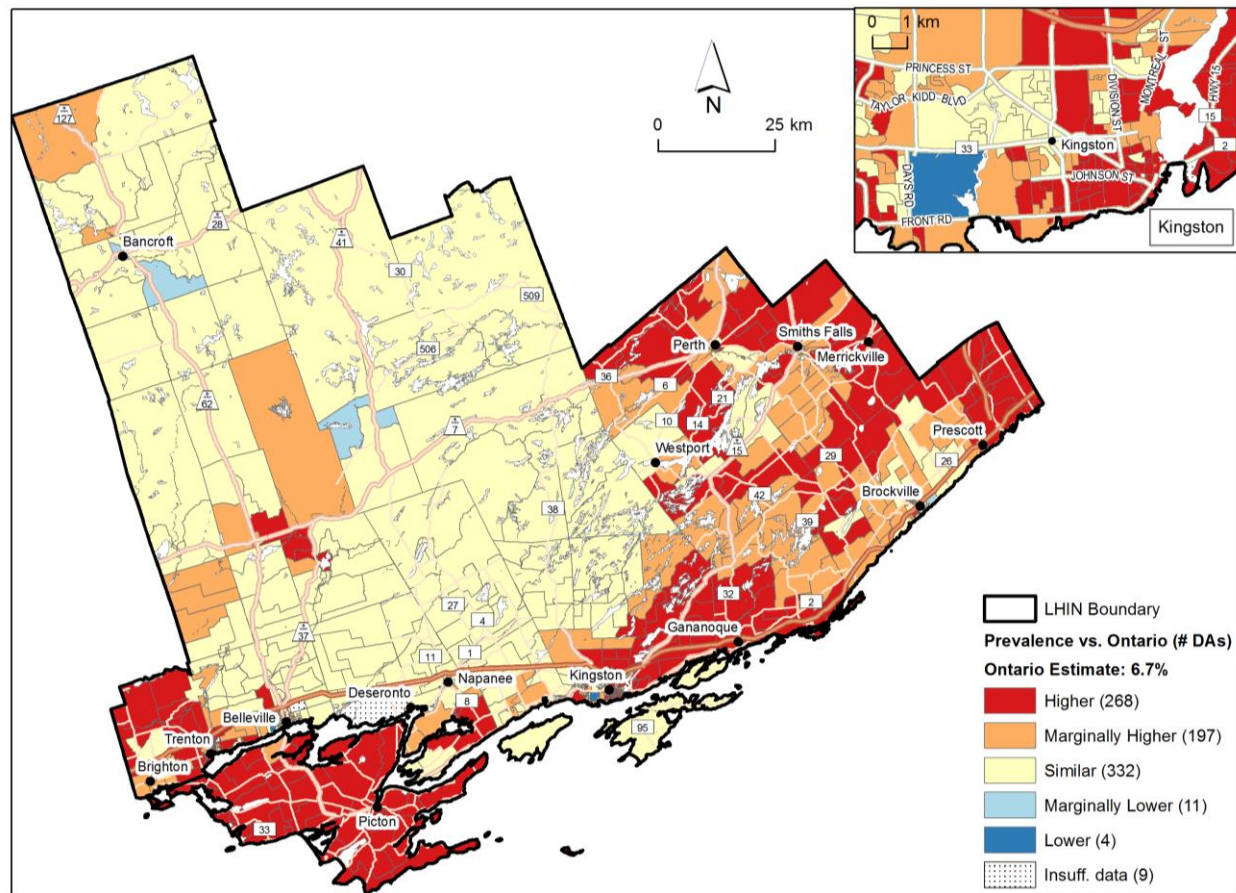 0 1 km
PRINCESS ST
TAYLOR KIDD BLVD
DIVISION ST
MONTREAL ST
HWY 15
15
2
33
Kingston
JOHNSON ST
DAYS RD
FRONT RD
Kingston
N
0 25 km
127
28
Bancroft
41
30
509
506
62
7
36
Perth
Smiths Falls
Merrickville
6
21
10
14
Westport
15
29
26
Prescott
Brockville
42
39
38
32
2
Gananoque
27
4
37
11
1
Napanee
Kingston
Deseronto
8
Belleville
95
Trenton
Brighton
Picton
33
LHIN Boundary
Prevalence vs. Ontario (# DAs)
Ontario Estimate: 6.7%
Higher (268)
Marginally Higher (197)
Similar (332)
Marginally Lower (11)
Lower (4)
Insuff. data (9)